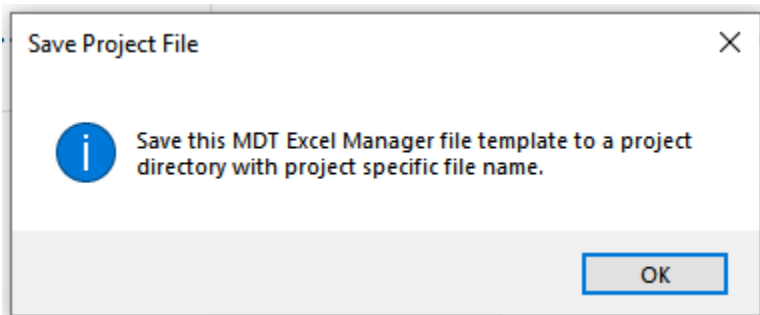 Save Project File
Save this MDT Excel Manager file template to a project
directory with project specific file name.
OK